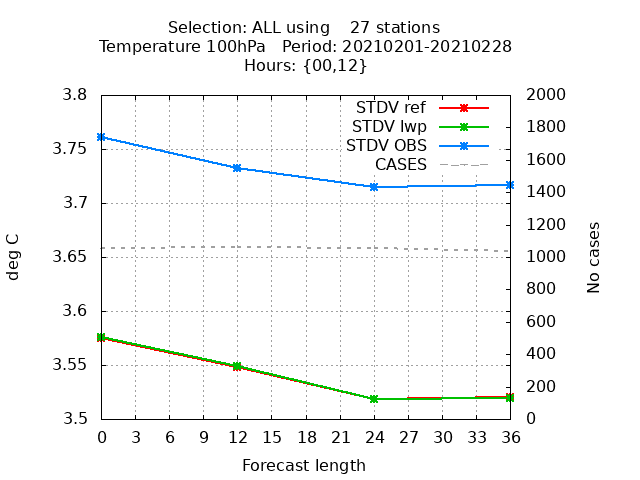 Selection: ALL using    27 stations
Temperature 100hPa   Period: 20210201-20210228
Hours: {00,12}
3.8
3.75
3.7
3.65
3.6
3.55
3.5
deg C
STDV ref
STDV lwp
STDV OBS
CASES
2000
1800
1600
1400
1200
1000
800
600
400
200
0
No cases
0 3 6 9 12 15 18 21 24 27 30 33 36
Forecast length